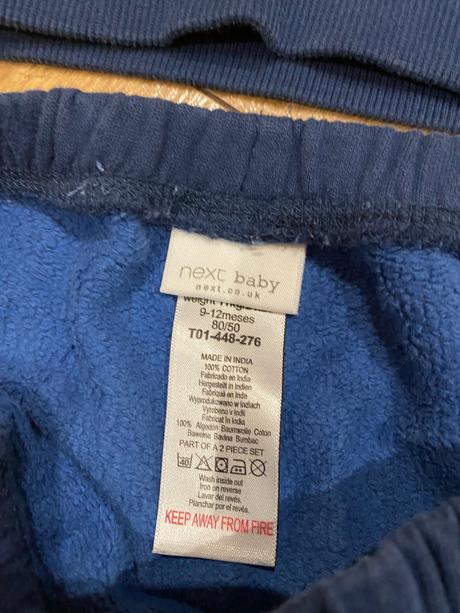 next baby
next.co.uk
weight
9-12meses
80/50
T01-448-276
MADE IN INDIA
100% COTTON
Fabricado en India
Hergestellt in Indien
Fabriqué en Inde
Wyprodukowano w Indiach
Vyrobeno v Indii
Fabricat în India
100% Algodón Baumwolle Coton
Bawełna Bavlna Bumbac
PART OF A 2 PIECE SET
40
Wash inside out
Iron on reverse
Lavar del revés.
Planchar por el revés.
KEEP AWAY FROM FIRE